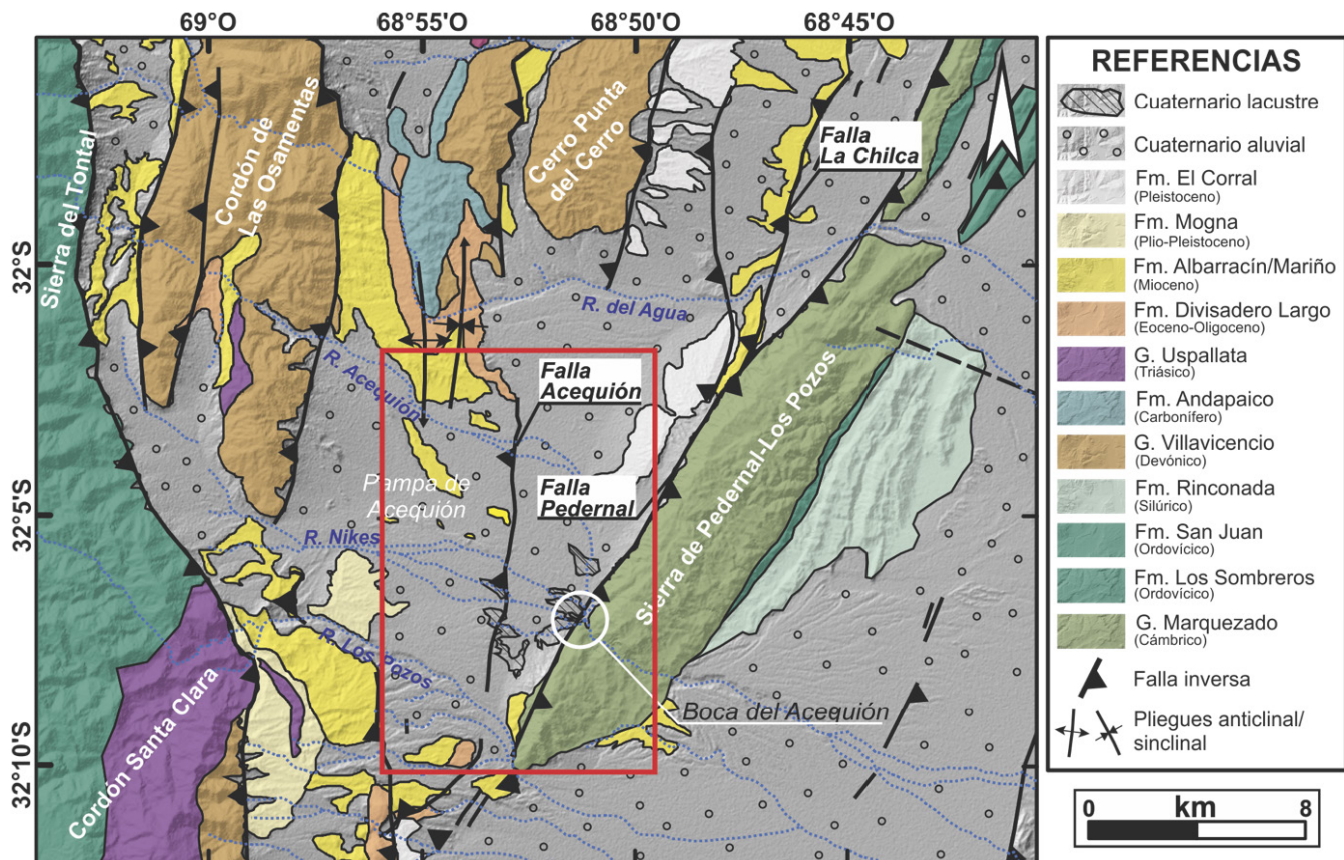 69°O
68°55'O
68°50'O
68°45'O
32°S
32°5'S
32°10'S
Sierra del Tontal
Cordón de
Las Osamentas
Cerro Punta
del Cerro
Falla
La Chilca
R. del Agua
R. Acequión
Falla
Acequión
Falla
Pedernal
Pampa de
Acequión
R. Nikes
Sierra de Pedernal-Los Pozos
R. Los Pozos
Boca del Acequión
Cordón Santa Clara
REFERENCIAS
Cuaternario lacustre
Cuaternario aluvial
Fm. El Corral
(Pleistoceno)
Fm. Mogna
(Plio-Pleistoceno)
Fm. Albarracín/Mariño
(Mioceno)
Fm. Divisadero Largo
(Eoceno-Oligoceno)
G. Uspallata
(Triásico)
Fm. Andapaico
(Carbonífero)
G. Villavicencio
(Devónico)
Fm. Rinconada
(Silúrico)
Fm. San Juan
(Ordovícico)
Fm. Los Sombreros
(Ordovícico)
G. Marquezado
(Cámbrico)
Falla inversa
Pliegues anticlinal/
sinclinal
0 km 8